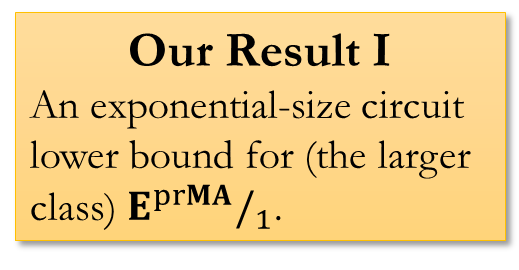 Our Result I
An exponential-size circuit
lower bound for (the larger
class) 𝐄^prMA/₁.